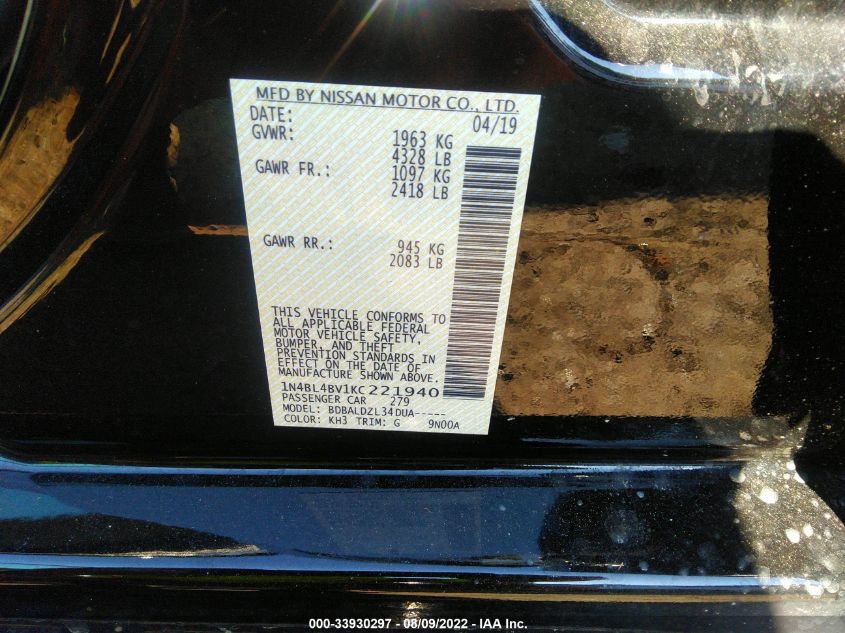 MFD BY NISSAN MOTOR CO., LTD.
DATE: 04/19
GVWR: 1963 KG
4328 LB
GAWR FR.: 1097 KG
2418 LB
GAWR RR.: 945 KG
2083 LB
THIS VEHICLE CONFORMS TO
ALL APPLICABLE FEDERAL
MOTOR VEHICLE SAFETY,
BUMPER, AND THEFT
PREVENTION STANDARDS IN
EFFECT ON THE DATE OF
MANUFACTURE SHOWN ABOVE.
1N4BL4BV1KC221940
PASSENGER CAR 279
MODEL: BDBALDZL34DUA-----
COLOR: KH3 TRIM: G 9N00A
000-33930297 - 08/09/2022 - IAA Inc.